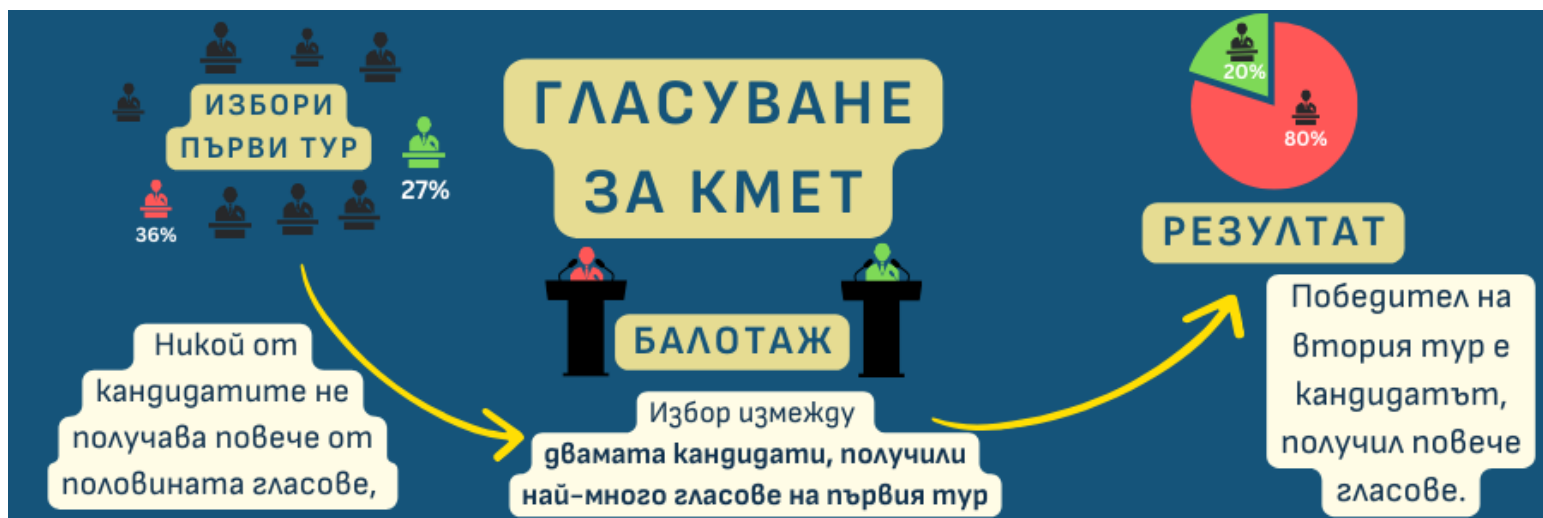 ИЗБОРИ
ПЪРВИ ТУР
27%
36%
Никой от
кандидатите не
получава повече от
половината гласове,
ГЛАСУВАНЕ
ЗА КМЕТ
БАЛОТАЖ
Избор измежду
двамата кандидати, получили
най-много гласове на първия тур
20%
80%
РЕЗУЛТАТ
Победител на
втория тур е
кандидатът,
получил повече
гласове.